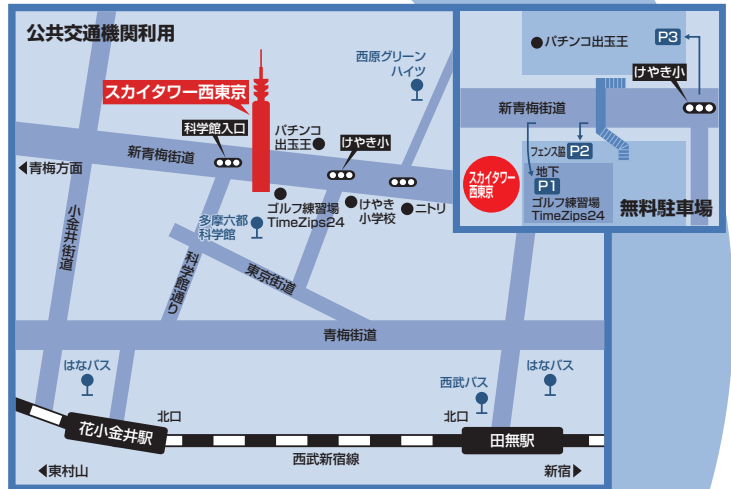 公共交通機関利用
西原グリーン
ハイツ
スカイタワー西東京
科学館入口
パチンコ
出玉王
けやき小
新青梅街道
◀青梅方面
小金井街道
多摩六都
科学館
ゴルフ練習場
TimeZips24
けやき
小学校
ニトリ
科学館通り
東京街道
青梅街道
はなバス
西武バス
はなバス
北口
花小金井駅
北口
田無駅
西武新宿線
◀東村山
新宿▶
パチンコ出玉王
P3
けやき小
新青梅街道
フェンス脇
P2
スカイタワー
西東京
地下
P1
ゴルフ練習場
TimeZips24
無料駐車場